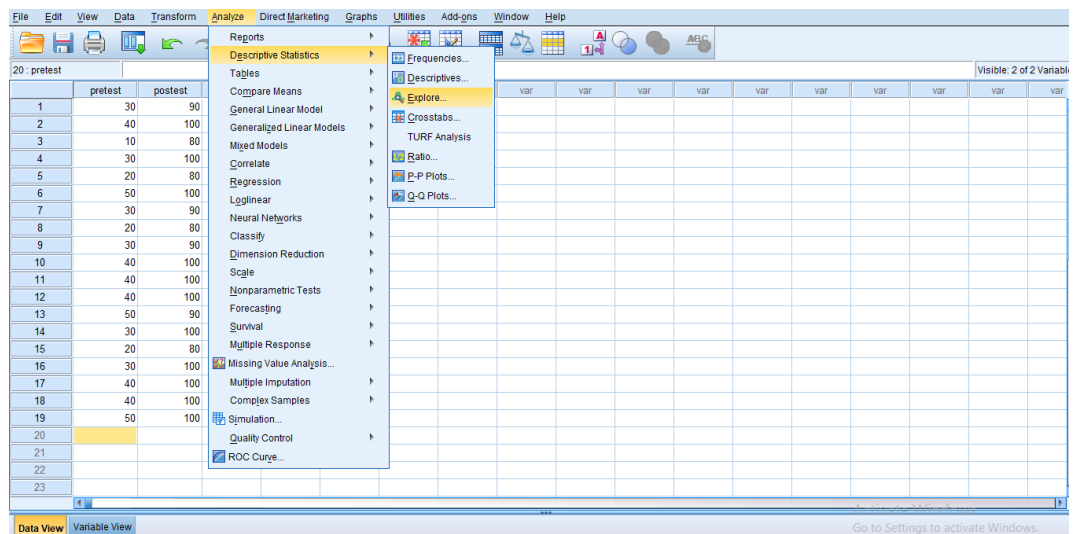 File Edit View Data Transform Analyze Direct Marketing Graphs Utilities Add-ons Window Help
20 : pretest
Visible: 2 of 2 Variabl
pretest postest var var var var var var var var var var
1 30 90
2 40 100
3 10 80
4 30 100
5 20 80
6 50 100
7 30 90
8 20 80
9 30 90
10 40 100
11 40 100
12 40 100
13 50 90
14 30 100
15 20 80
16 30 100
17 40 100
18 40 100
19 50 100
20
21
22
23
Reports
Descriptive Statistics
Tables
Compare Means
General Linear Model
Generalized Linear Models
Mixed Models
Correlate
Regression
Loglinear
Neural Networks
Classify
Dimension Reduction
Scale
Nonparametric Tests
Forecasting
Survival
Multiple Response
Missing Value Analysis...
Multiple Imputation
Complex Samples
Simulation...
Quality Control
ROC Curve...
Frequencies...
Descriptives...
Explore...
Crosstabs...
TURF Analysis
Ratio...
P-P Plots...
Q-Q Plots...
Data View Variable View
Go to Settings to activate Windows.